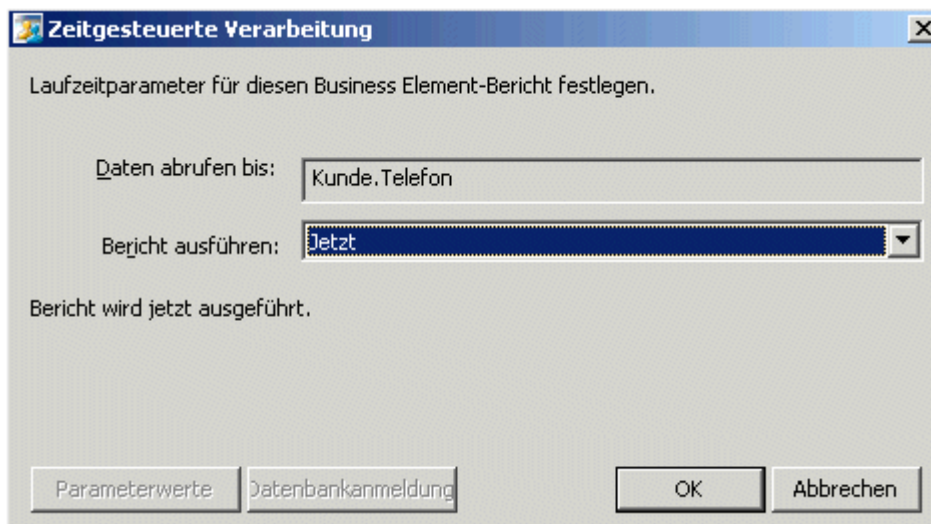 Zeitgesteuerte Verarbeitung
Laufzeitparameter für diesen Business Element-Bericht festlegen.
Daten abrufen bis: Kunde.Telefon
Bericht ausführen: Jetzt
Bericht wird jetzt ausgeführt.
Parameterwerte Datenbankanmeldung OK Abbrechen